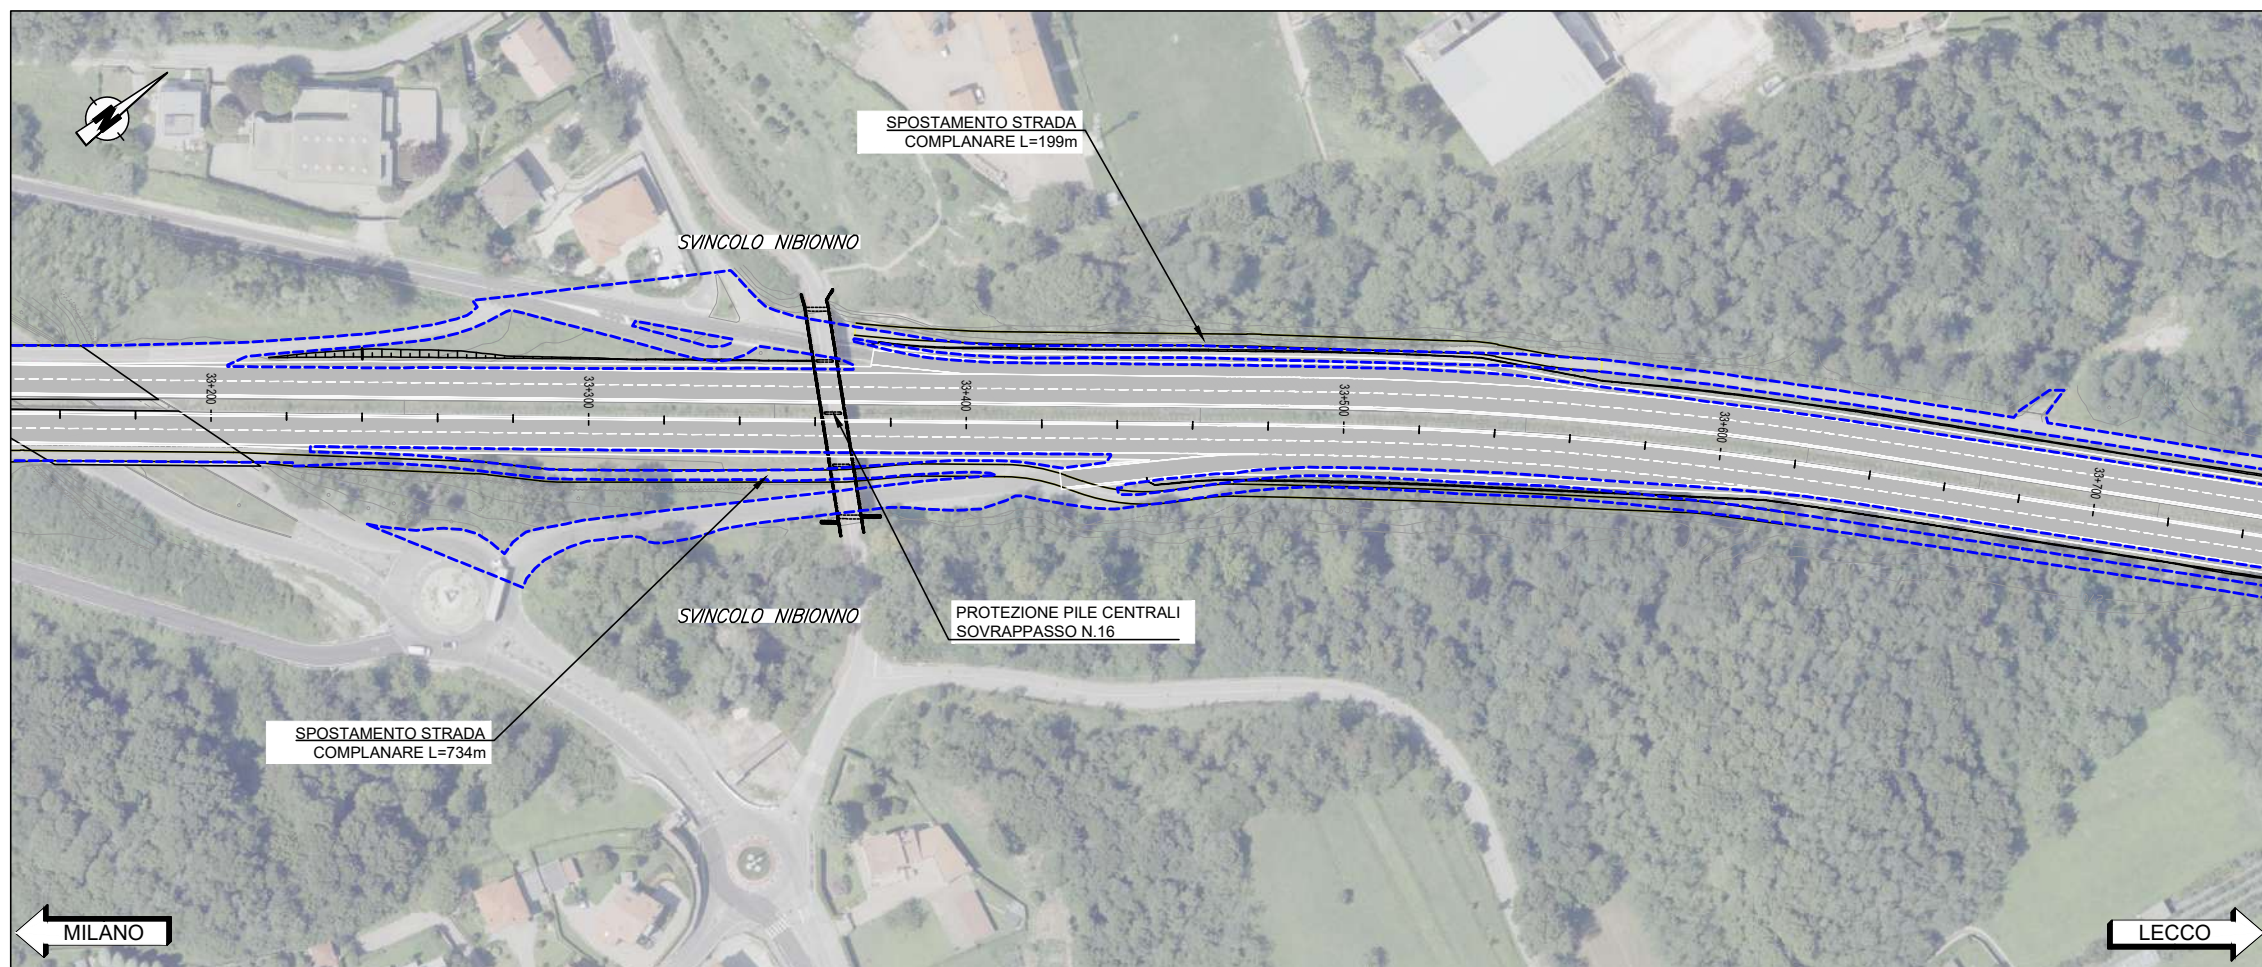 N
SPOSTAMENTO STRADA
COMPLANARE L=199m
SVINCOLO NIBIONNO
33+200
33+300
33+400
33+500
33+600
33+700
SVINCOLO NIBIONNO
PROTEZIONE PILE CENTRALI
SOVRAPPASSO N.16
SPOSTAMENTO STRADA
COMPLANARE L=734m
MILANO
LECCO